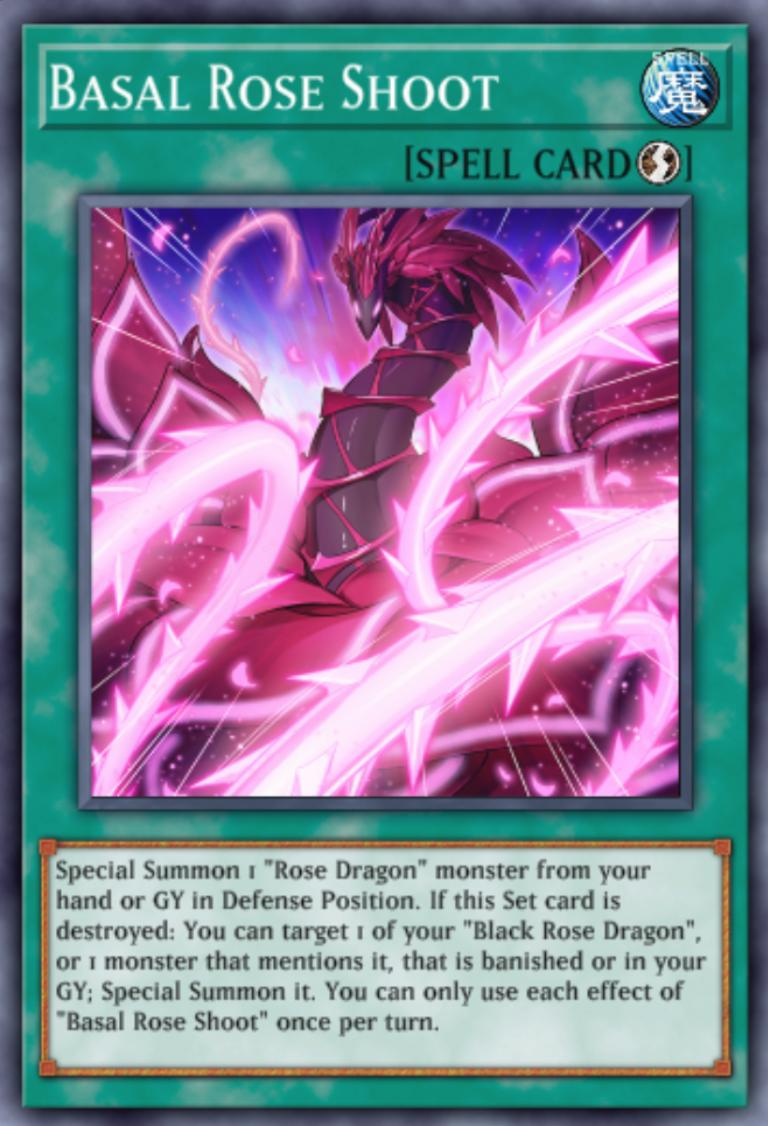 BASAL ROSE SHOOT
SPELL
魔
[SPELL CARD]
Special Summon 1 "Rose Dragon" monster from your
hand or GY in Defense Position. If this Set card is
destroyed: You can target 1 of your "Black Rose Dragon",
or 1 monster that mentions it, that is banished or in your
GY; Special Summon it. You can only use each effect of
"Basal Rose Shoot" once per turn.